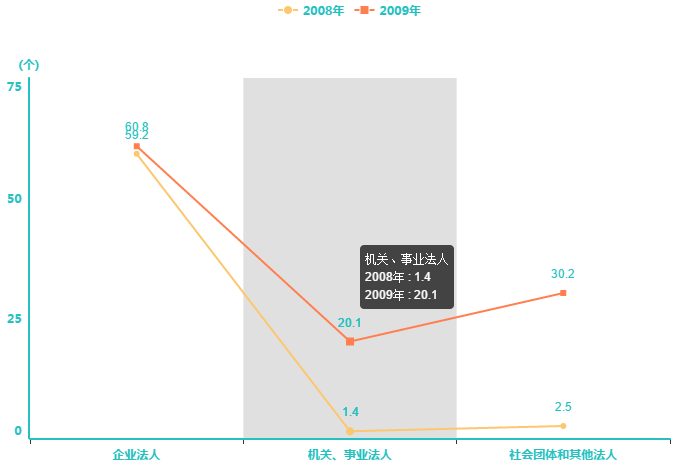 2008年 2009年
(个)
75
60.8
59.2
50
机关、事业法人
2008年 : 1.4
2009年 : 20.1
30.2
25
20.1
1.4
2.5
0
企业法人 机关、事业法人 社会团体和其他法人